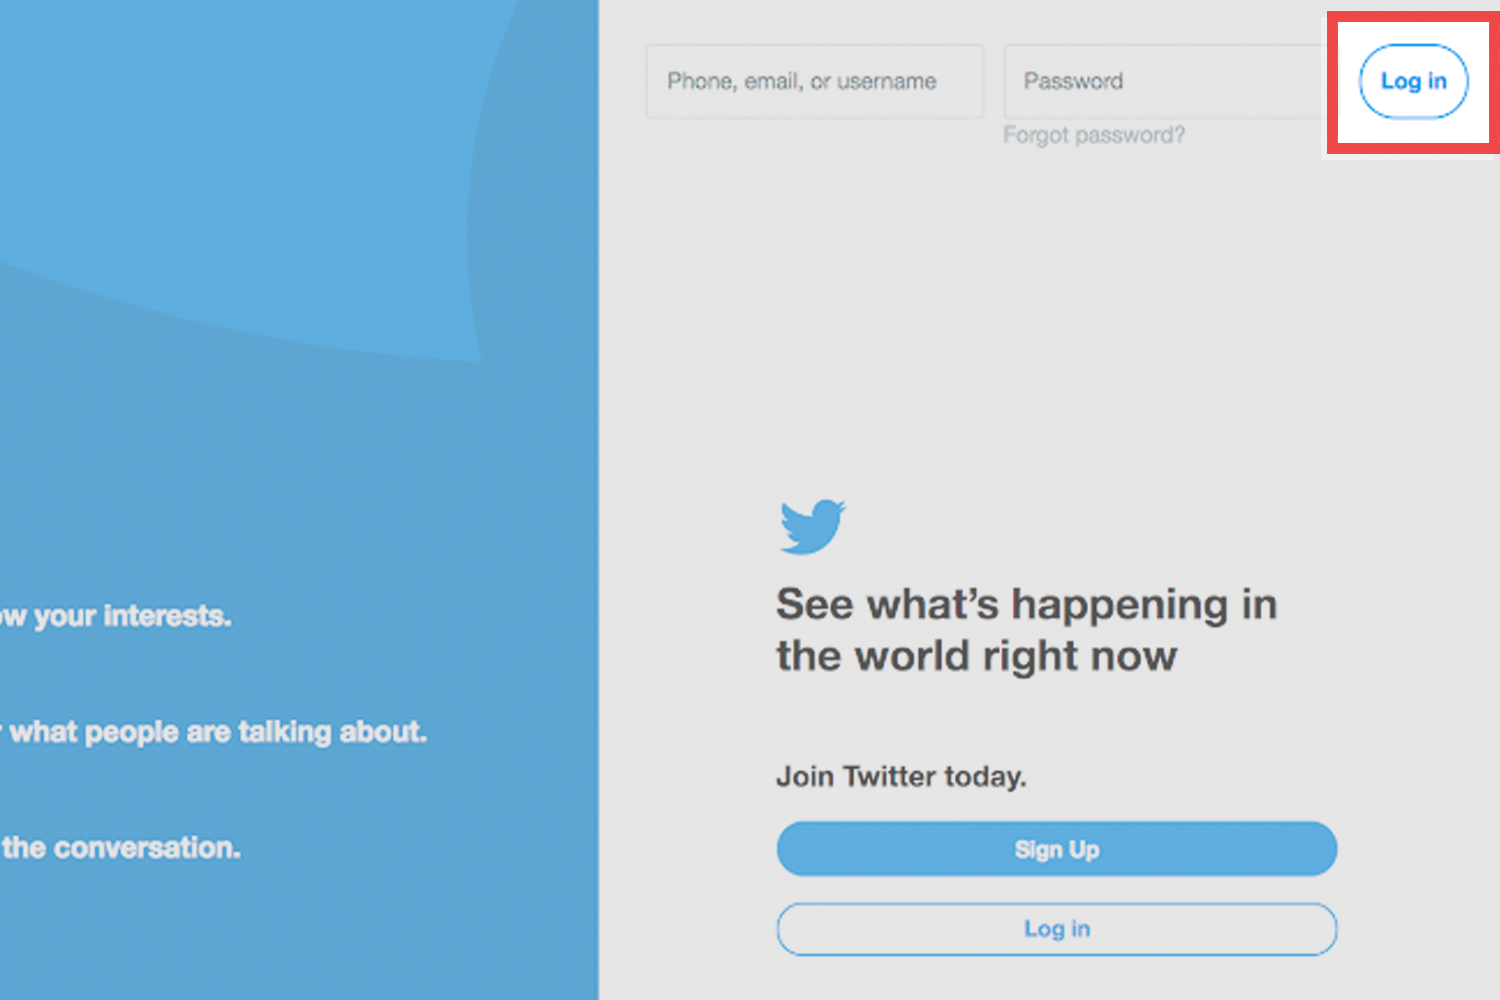 Phone, email, or username
Password
Log in
Forgot password?
your interests.
what people are talking about.
the conversation.
See what’s happening in
the world right now
Join Twitter today.
Sign Up
Log in